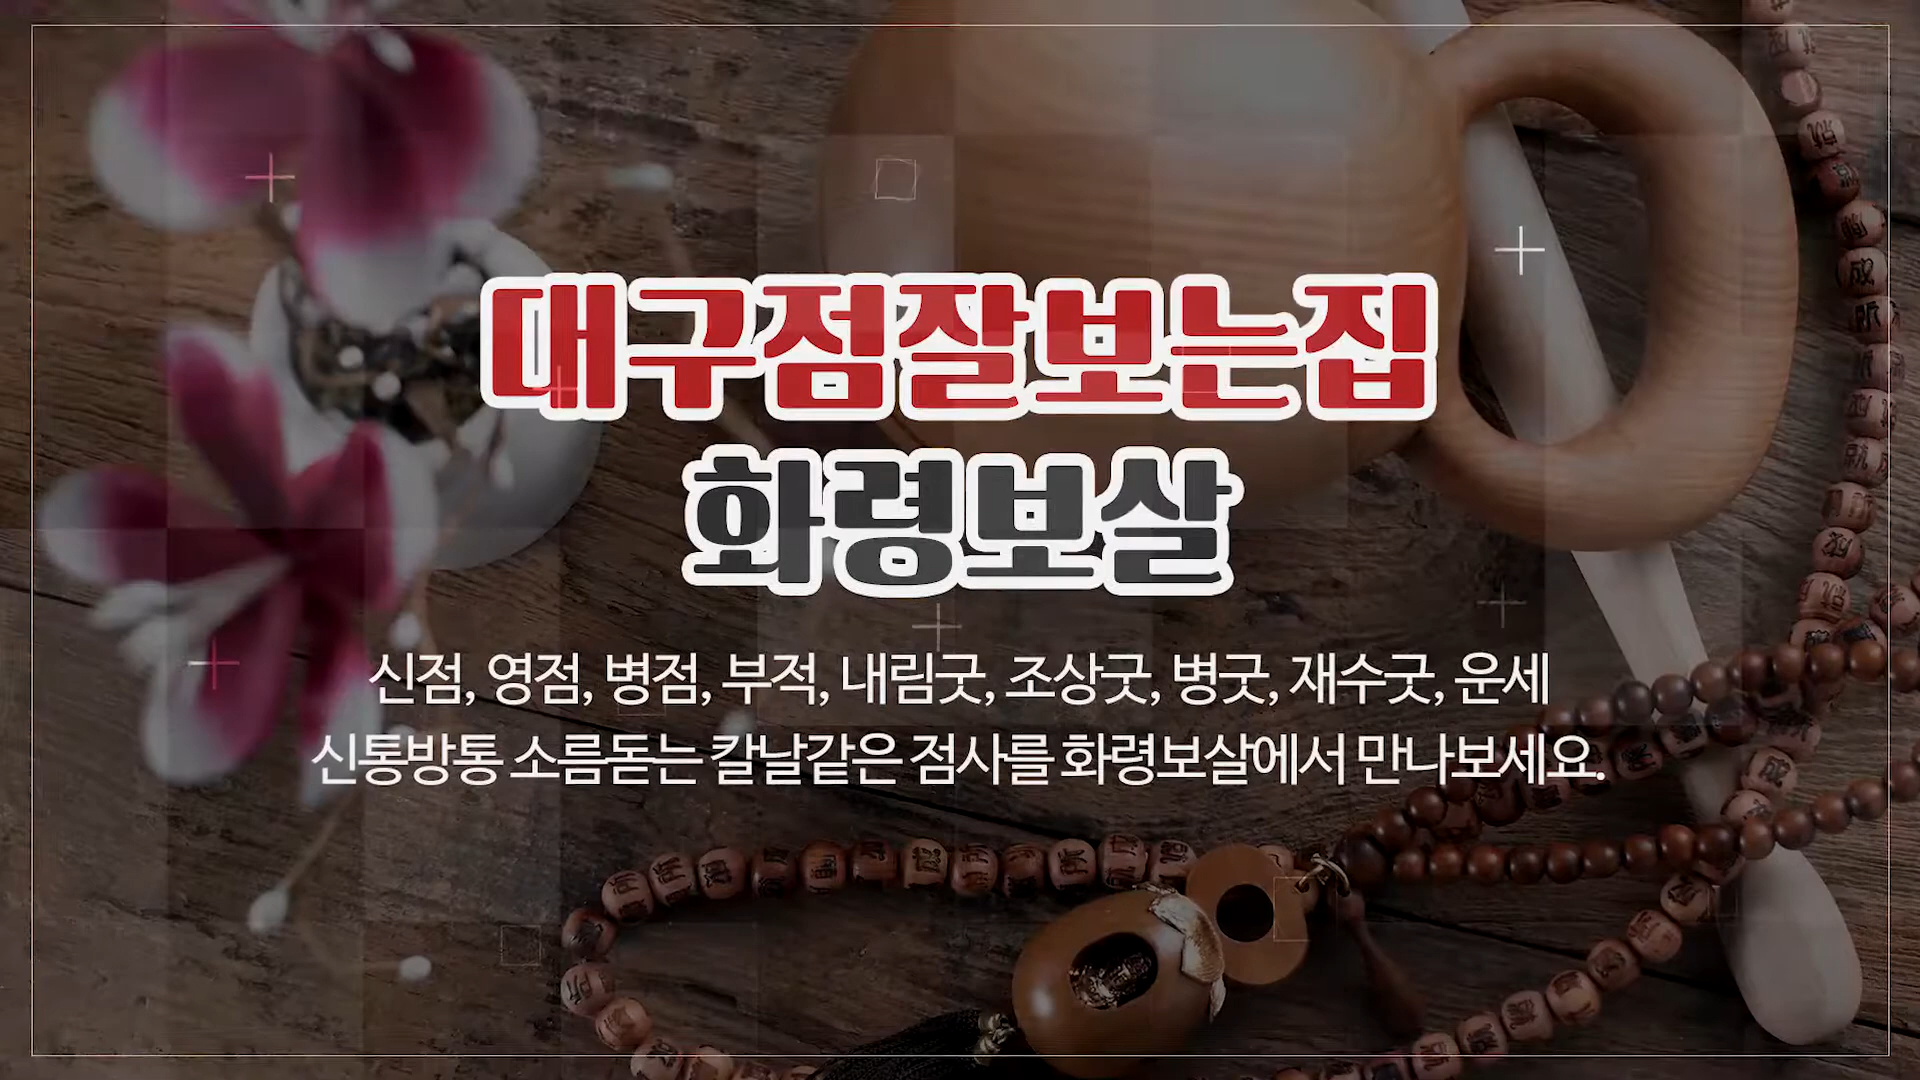 대구점잘보는집
화령보살
신점, 영점, 병점, 부적, 내림굿, 조상굿, 병굿, 재수굿, 운세
신통방통 소름돋는 칼날같은 점사를 화령보살에서 만나보세요.